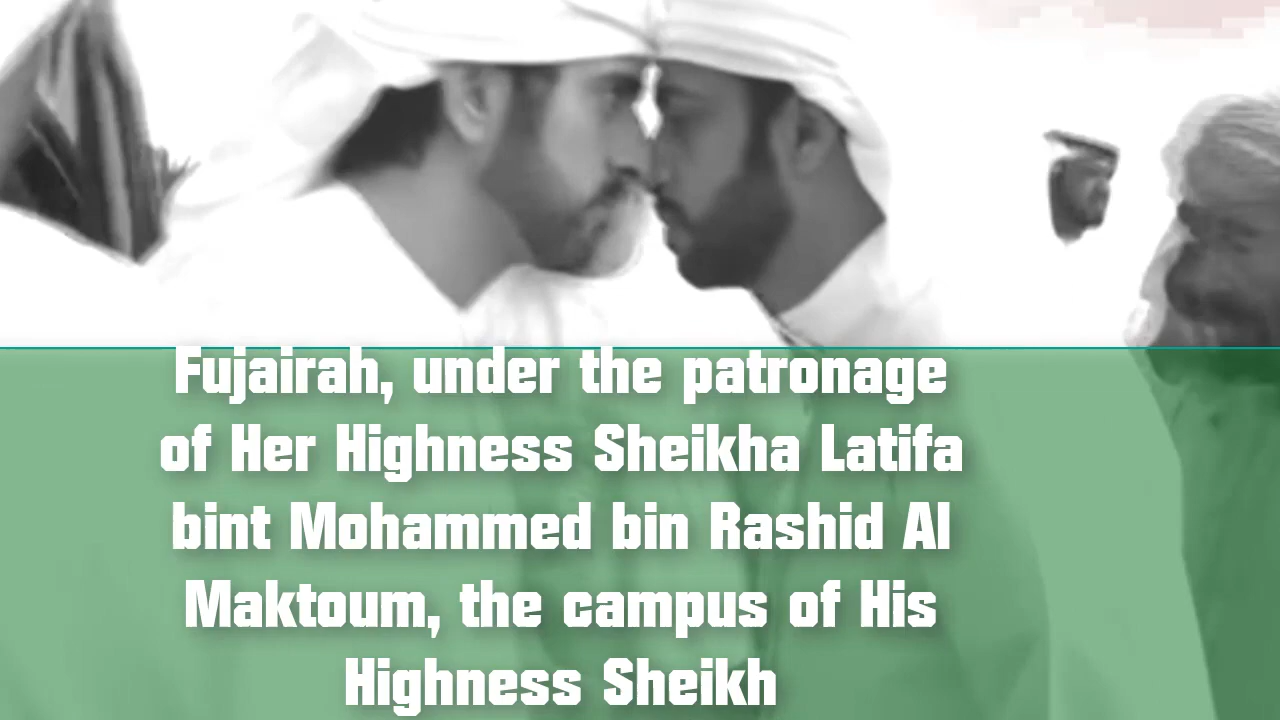 Fujairah, under the patronage
of Her Highness Sheikha Latifa
bint Mohammed bin Rashid Al
Maktoum, the campus of His
Highness Sheikh